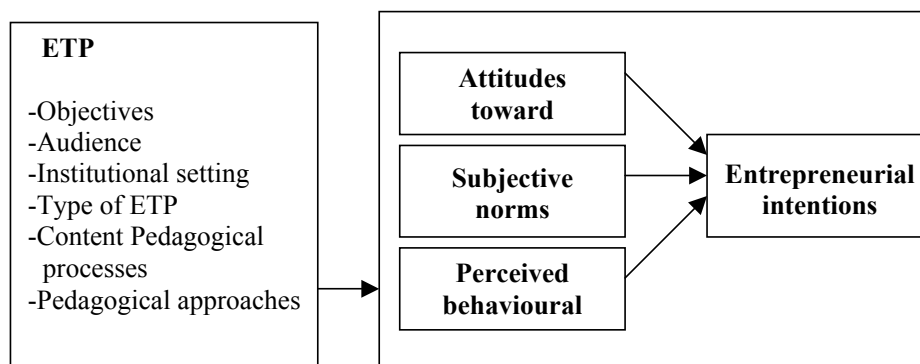 ETP
-Objectives
-Audience
-Institutional setting
-Type of ETP
-Content Pedagogical
processes
-Pedagogical approaches
Attitudes
toward
Subjective
norms
Perceived
behavioural
Entrepreneurial
intentions